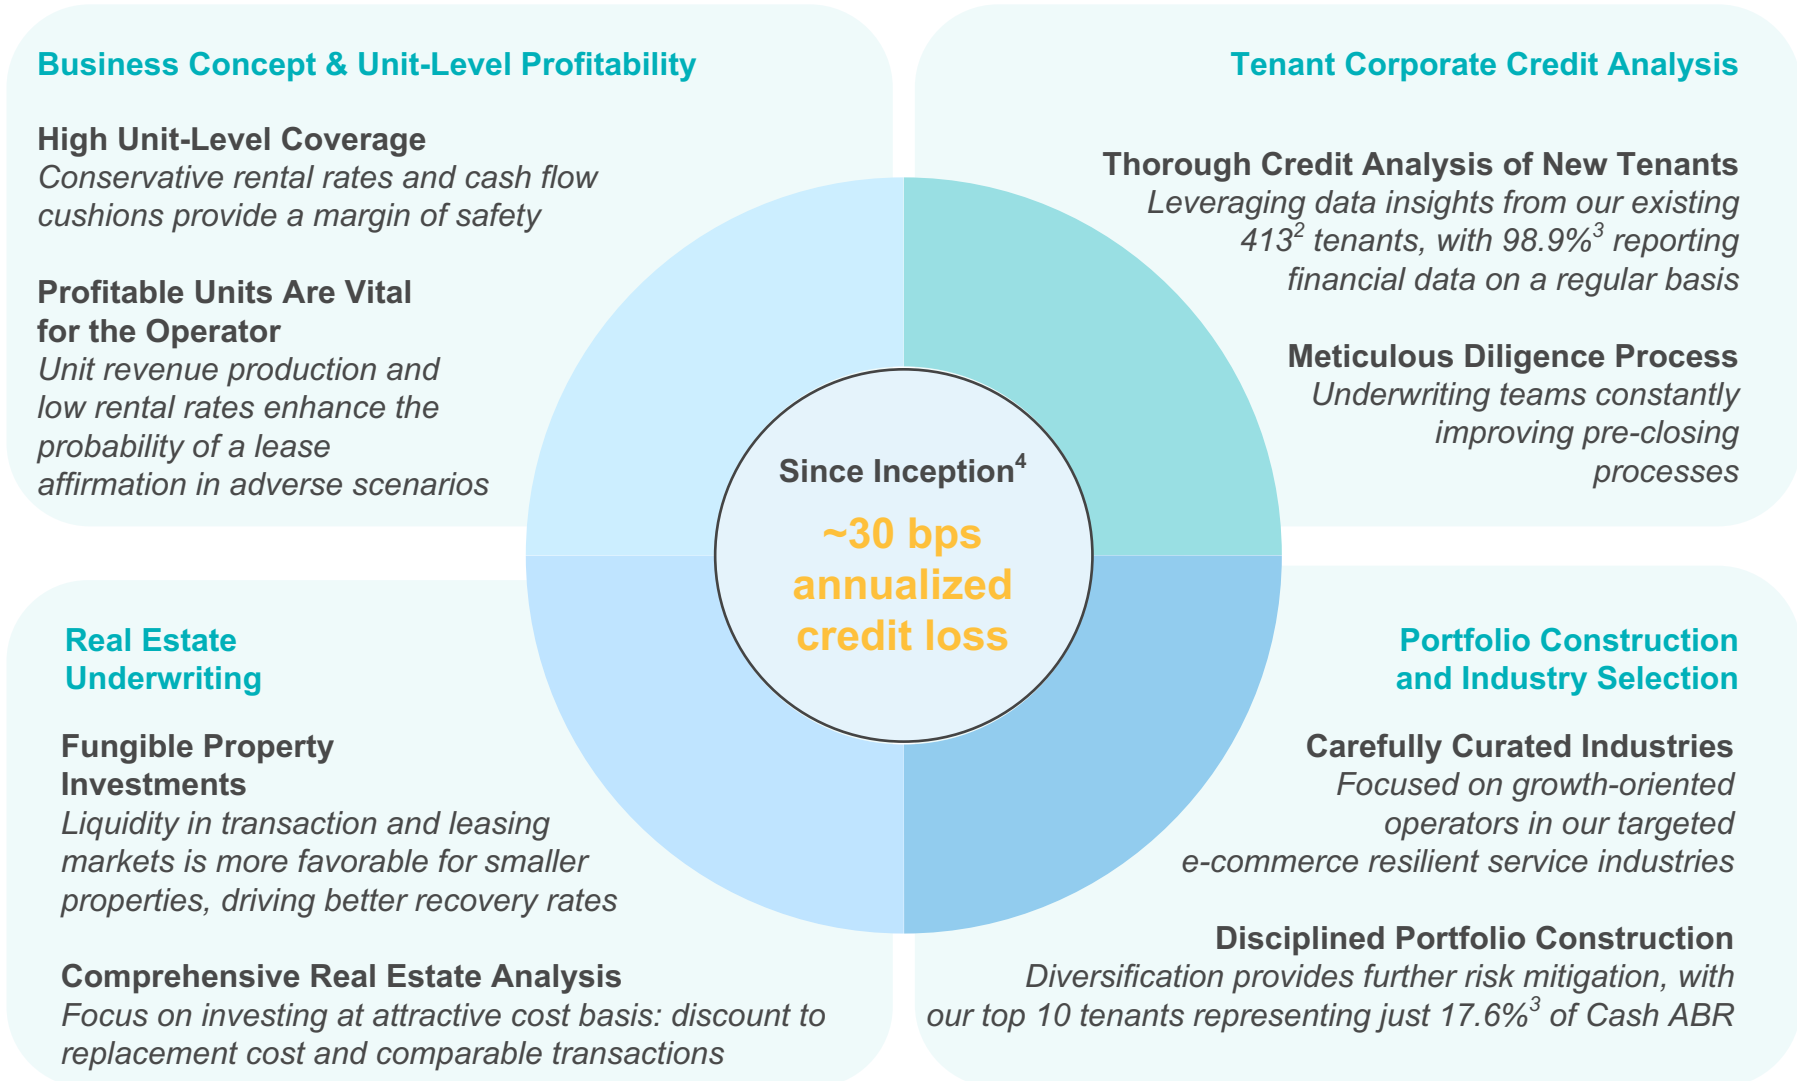 Business Concept & Unit-Level Profitability
High Unit-Level Coverage
Conservative rental rates and cash flow
cushions provide a margin of safety
Profitable Units Are Vital
for the Operator
Unit revenue production and
low rental rates enhance the
probability of a lease
affirmation in adverse scenarios
Tenant Corporate Credit Analysis
Thorough Credit Analysis of New Tenants
Leveraging data insights from our existing
413² tenants, with 98.9%³ reporting
financial data on a regular basis
Meticulous Diligence Process
Underwriting teams constantly
improving pre-closing
processes
Since Inception⁴
~30 bps
annualized
credit loss
Real Estate
Underwriting
Fungible Property
Investments
Liquidity in transaction and leasing
markets is more favorable for smaller
properties, driving better recovery rates
Comprehensive Real Estate Analysis
Focus on investing at attractive cost basis: discount to
replacement cost and comparable transactions
Portfolio Construction
and Industry Selection
Carefully Curated Industries
Focused on growth-oriented
operators in our targeted
e-commerce resilient service industries
Disciplined Portfolio Construction
Diversification provides further risk mitigation, with
our top 10 tenants representing just 17.6%³ of Cash ABR